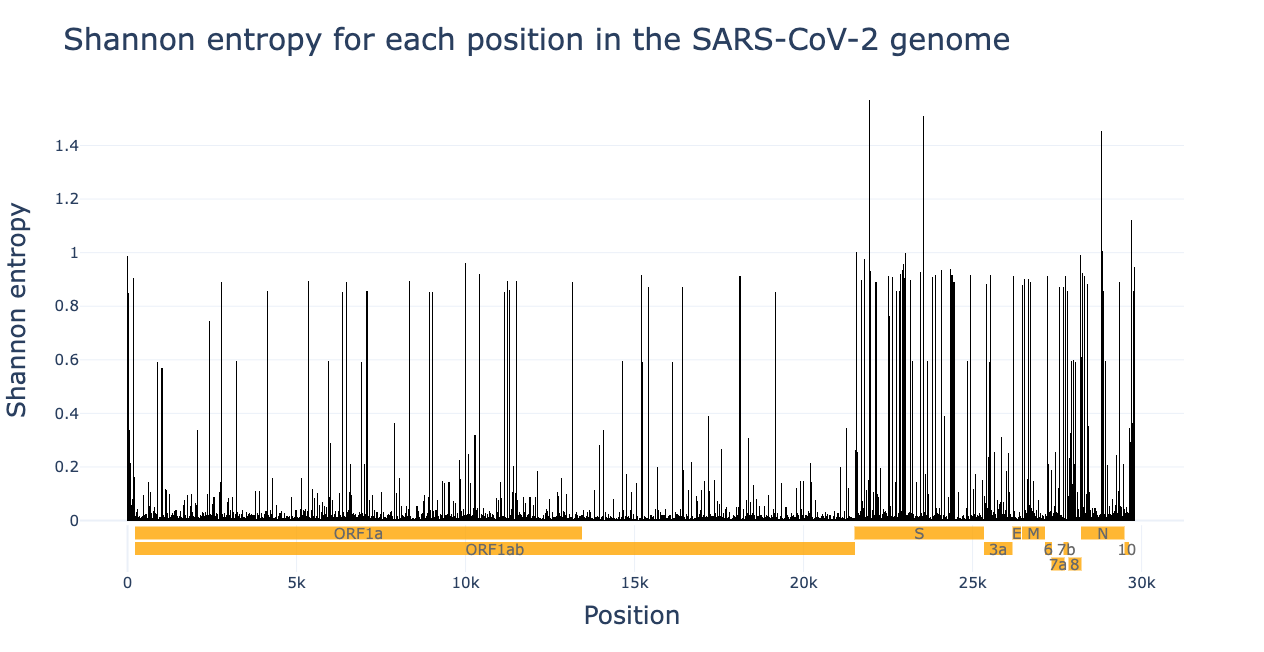 Shannon entropy for each position in the SARS-CoV-2 genome
Shannon entropy
1.4
1.2
1
0.8
0.6
0.4
0.2
0
ORF1a
S
E
M
N
ORF1ab
3a
6
7b
10
7a
8
0
5k
10k
15k
20k
25k
30k
Position